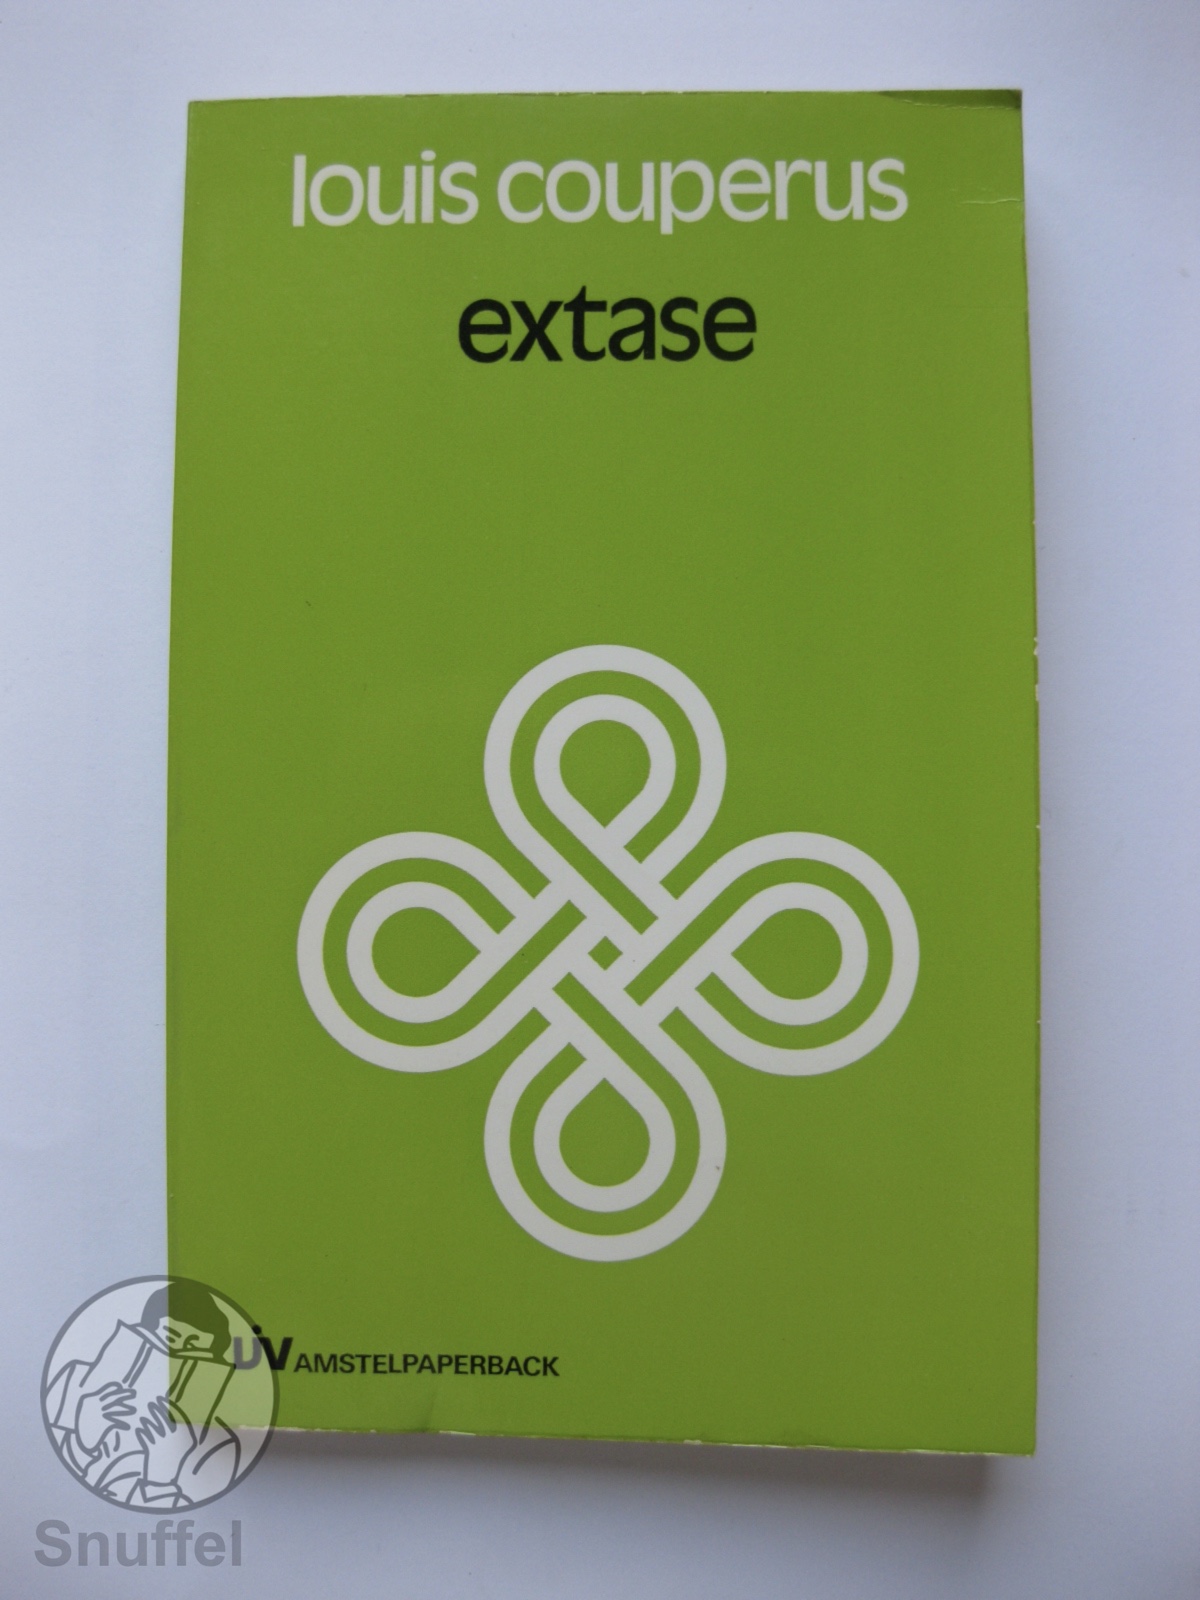 louis couperus
extase
uv AMSTELPAPERBACK
Snuffel